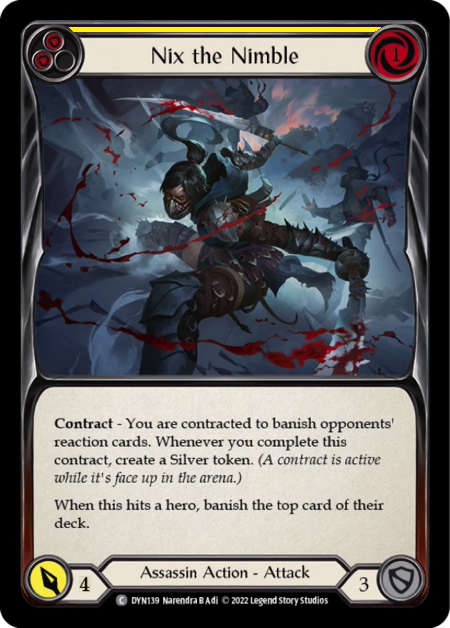 Nix the Nimble
1
Contract - You are contracted to banish opponents'
reaction cards. Whenever you complete this
contract, create a Silver token. (A contract is active
while it's face up in the arena.)
When this hits a hero, banish the top card of their
deck.
4
Assassin Action - Attack
3
C DYN139 Narendra B Adi © 2022 Legend Story Studios